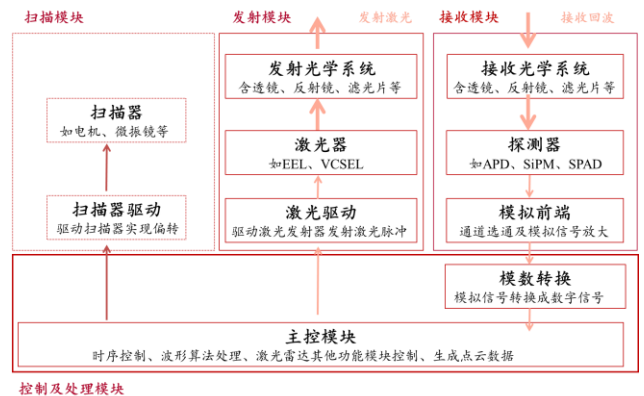 扫描模块
扫描器
如电机、微振镜等
扫描器驱动
驱动扫描器实现偏转
发射模块
发射激光
发射光学系统
含透镜、反射镜、滤光片等
激光器
如EEL、VCSEL
激光驱动
驱动激光发射器发射激光脉冲
接收模块
接收回波
接收光学系统
含透镜、反射镜、滤光片等
探测器
如APD、SiPM、SPAD
模拟前端
通道选通及模拟信号放大
模数转换
模拟信号转换成数字信号
主控模块
时序控制、波形算法处理、激光雷达其他功能模块控制、生成点云数据
控制及处理模块